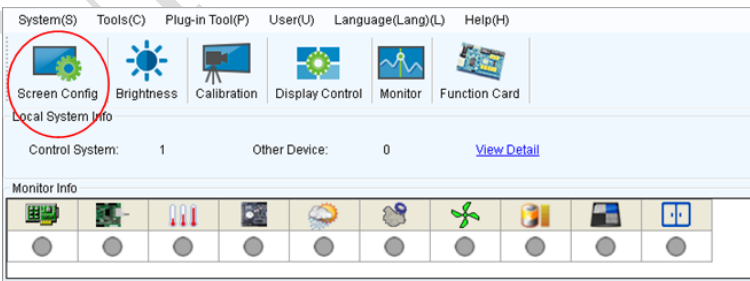 System(S) Tools(C) Plug-in Tool(P) User(U) Language(Lang)(L) Help(H)
Screen Config Brightness Calibration Display Control Monitor Function Card
Local System Info
Control System: 1 Other Device: 0 View Detail
Monitor Info